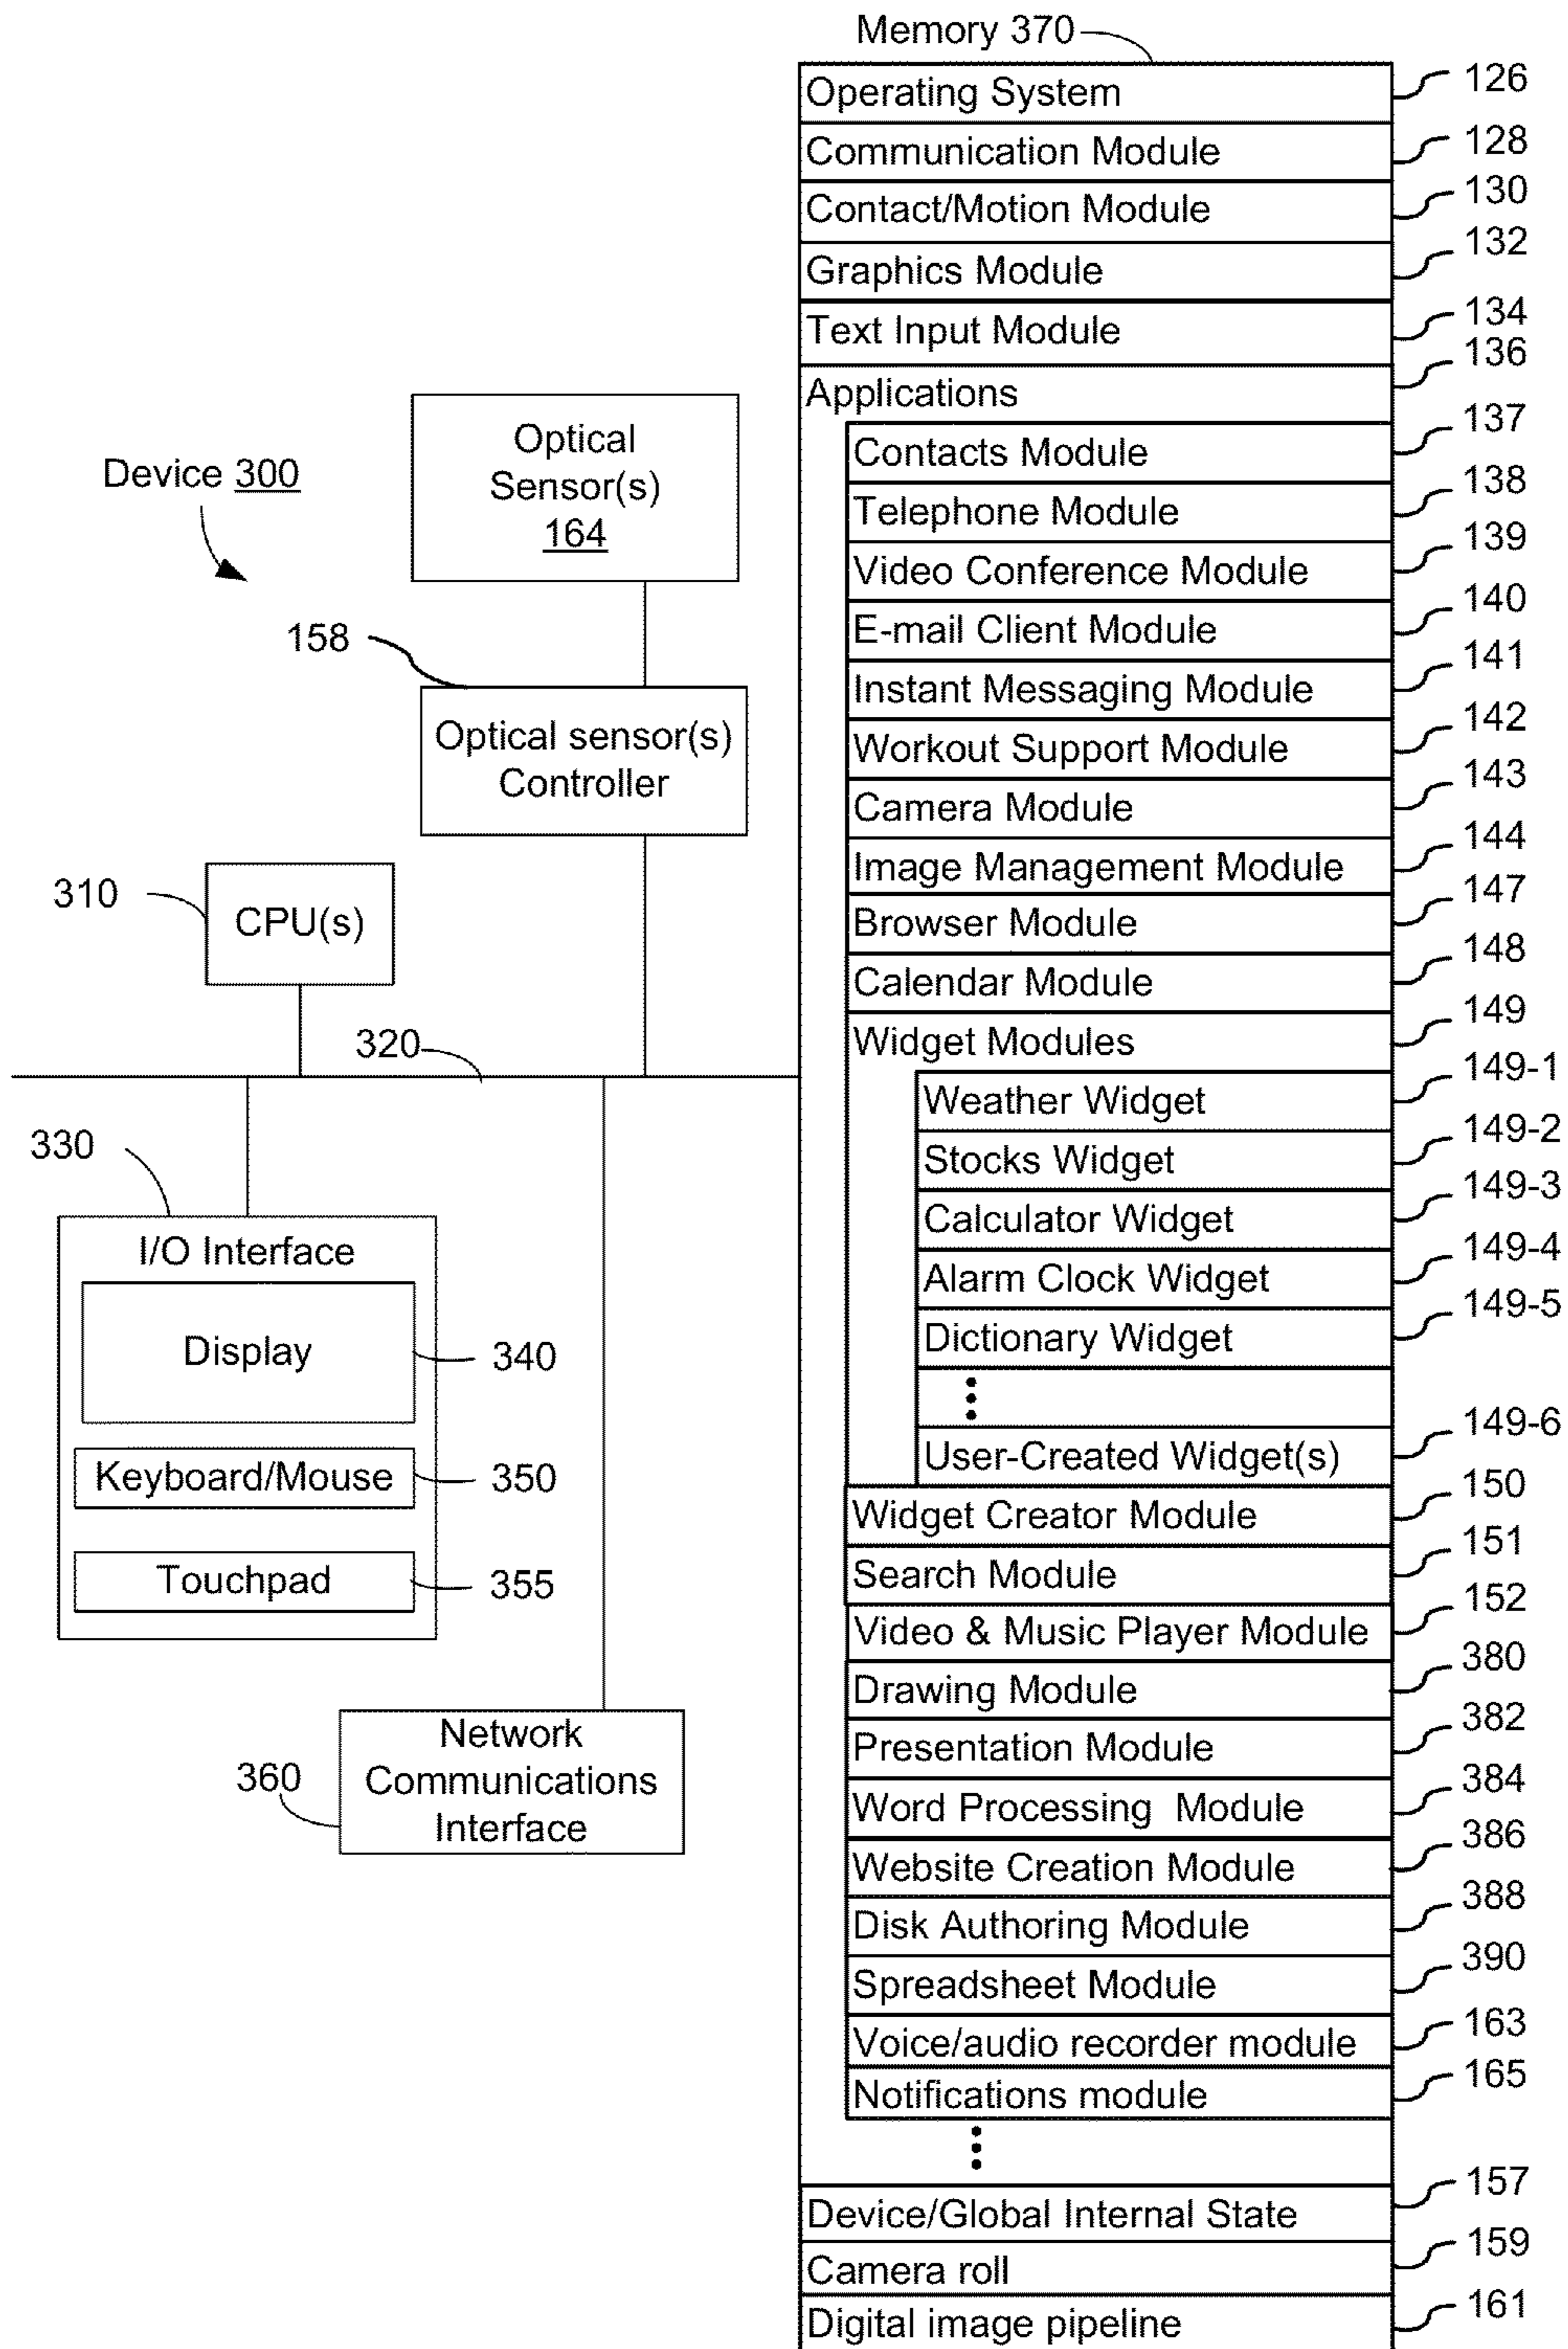 Memory 370
Operating System 126
Communication Module 128
Contact/Motion Module 130
Graphics Module 132
Text Input Module 134
Applications 136
Contacts Module 137
Telephone Module 138
Video Conference Module 139
E-mail Client Module 140
Instant Messaging Module 141
Workout Support Module 142
Camera Module 143
Image Management Module 144
Browser Module 147
Calendar Module 148
Widget Modules 149
Weather Widget 149-1
Stocks Widget 149-2
Calculator Widget 149-3
Alarm Clock Widget 149-4
Dictionary Widget 149-5
User-Created Widget(s) 149-6
Widget Creator Module 150
Search Module 151
Video & Music Player Module 152
Drawing Module 380
Presentation Module 382
Word Processing Module 384
Website Creation Module 386
Disk Authoring Module 388
Spreadsheet Module 390
Voice/audio recorder module 163
Notifications module 165
Device/Global Internal State 157
Camera roll 159
Digital image pipeline 161
Device 300
Optical
Sensor(s)
164
158
Optical sensor(s)
Controller
310
CPU(s)
320
330
I/O Interface
Display 340
Keyboard/Mouse 350
Touchpad 355
360
Network
Communications
Interface